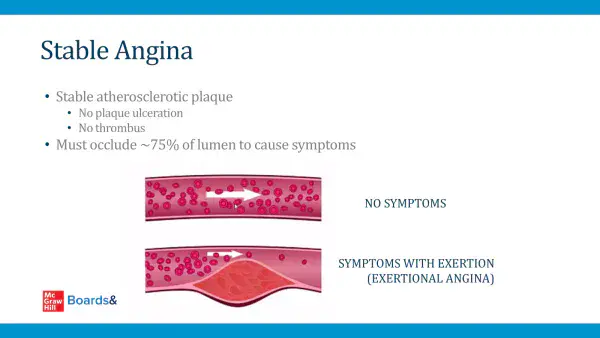 Stable Angina
• Stable atherosclerotic plaque
• No plaque ulceration
• No thrombus
• Must occlude ~75% of lumen to cause symptoms
NO SYMPTOMS
SYMPTOMS WITH EXERTION
(EXERTIONAL ANGINA)
Mc
Graw
Hill
Boards&